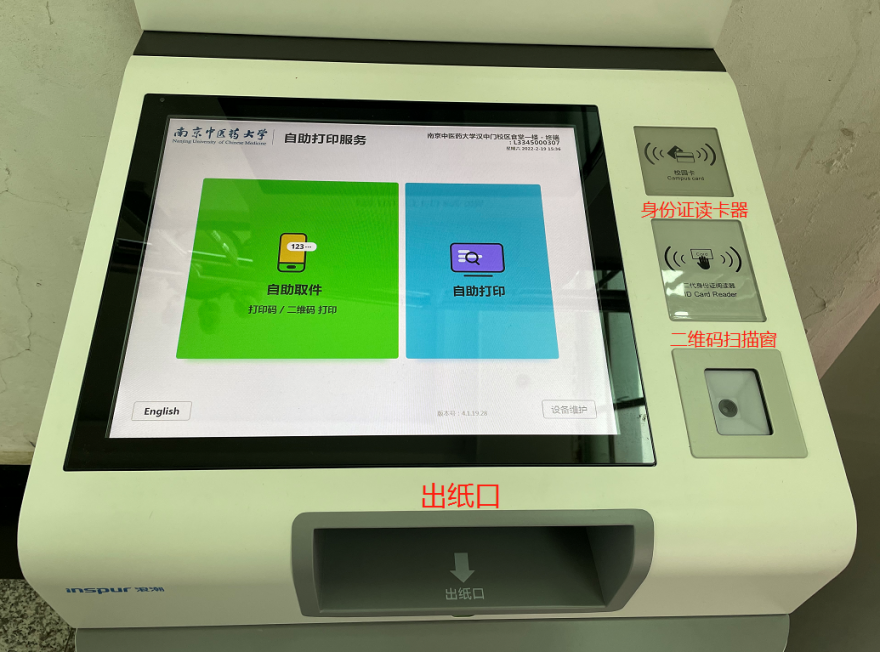 南京中医药大学
Nanjing University of Chinese Medicine
自助打印服务
南京中医药大学汉中门校区食堂一楼 - 终端
: L3345000307
星期六 2022-2-19 15:36
校园卡
Campus card
身份证读卡器
123
自助取件
打印码 / 二维码 打印
自助打印
二代身份证阅读器
ID Card Reader
二维码扫描窗
English
版本号: 4.1.19.28
设备维护
出纸口
出纸口
inspur 浪潮